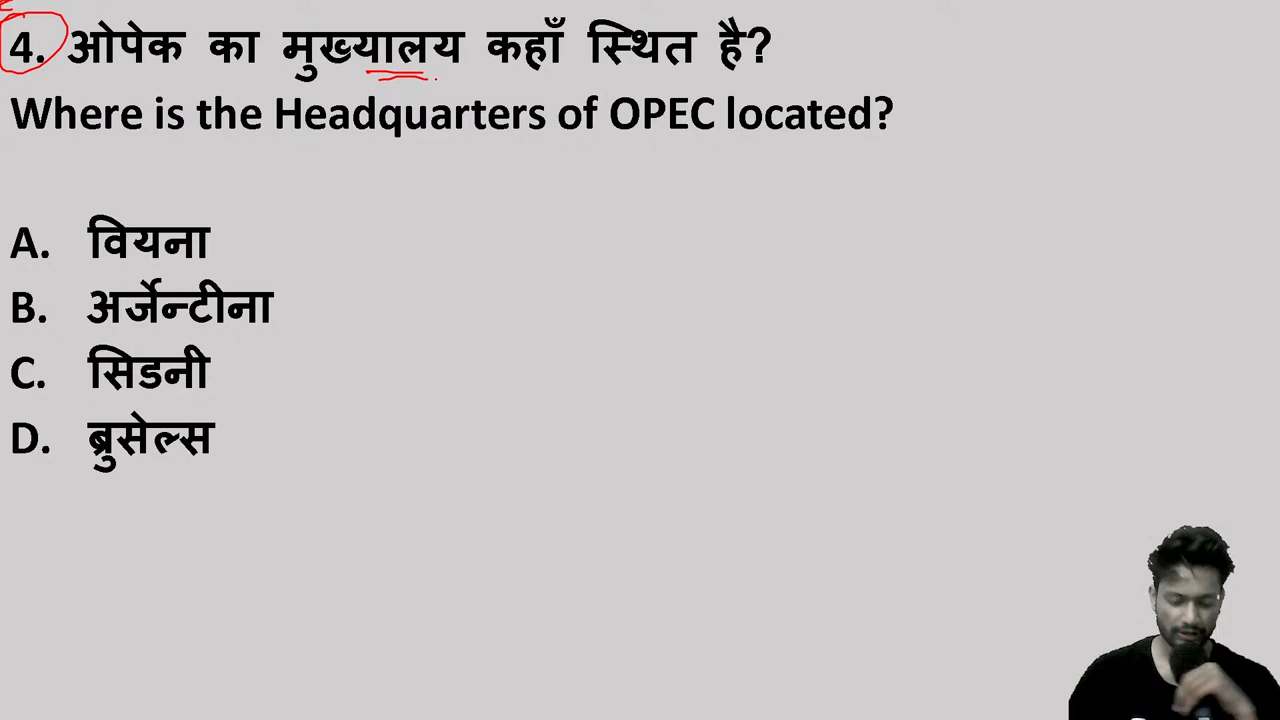 4. ओपेक का मुख्यालय कहाँ स्थित है?
Where is the Headquarters of OPEC located?
A. वियना
B. अर्जेन्टीना
C. सिडनी
D. ब्रुसेल्स